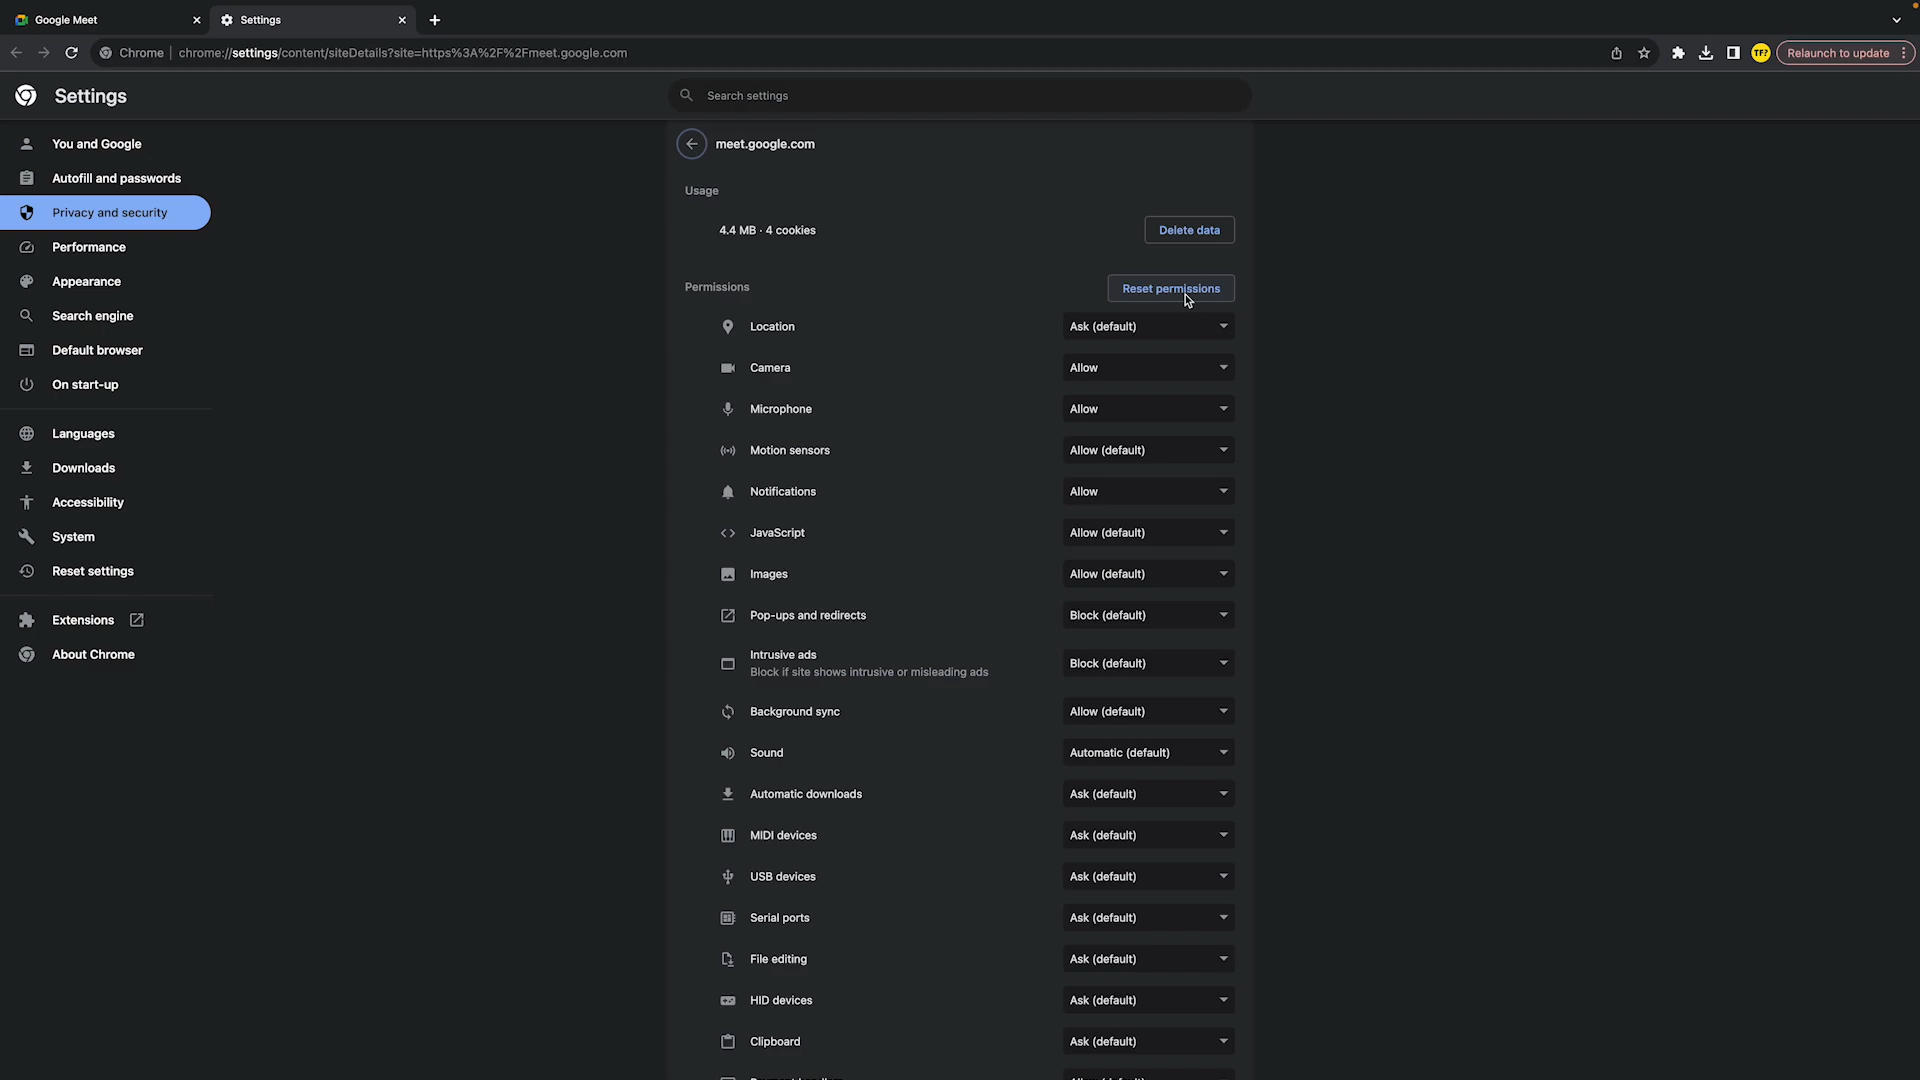 Google Meet
Settings
Chrome
chrome://settings/content/siteDetails?site=https%3A%2F%2Fmeet.google.com
TF?
Relaunch to update
Settings
Search settings
You and Google
Autofill and passwords
Privacy and security
Performance
Appearance
Search engine
Default browser
On start-up
Languages
Downloads
Accessibility
System
Reset settings
Extensions
About Chrome
meet.google.com
Usage
4.4 MB · 4 cookies
Delete data
Permissions
Reset permissions
Location
Ask (default)
Camera
Allow
Microphone
Allow
Motion sensors
Allow (default)
Notifications
Allow
JavaScript
Allow (default)
Images
Allow (default)
Pop-ups and redirects
Block (default)
Intrusive ads
Block if site shows intrusive or misleading ads
Block (default)
Background sync
Allow (default)
Sound
Automatic (default)
Automatic downloads
Ask (default)
MIDI devices
Ask (default)
USB devices
Ask (default)
Serial ports
Ask (default)
File editing
Ask (default)
HID devices
Ask (default)
Clipboard
Ask (default)